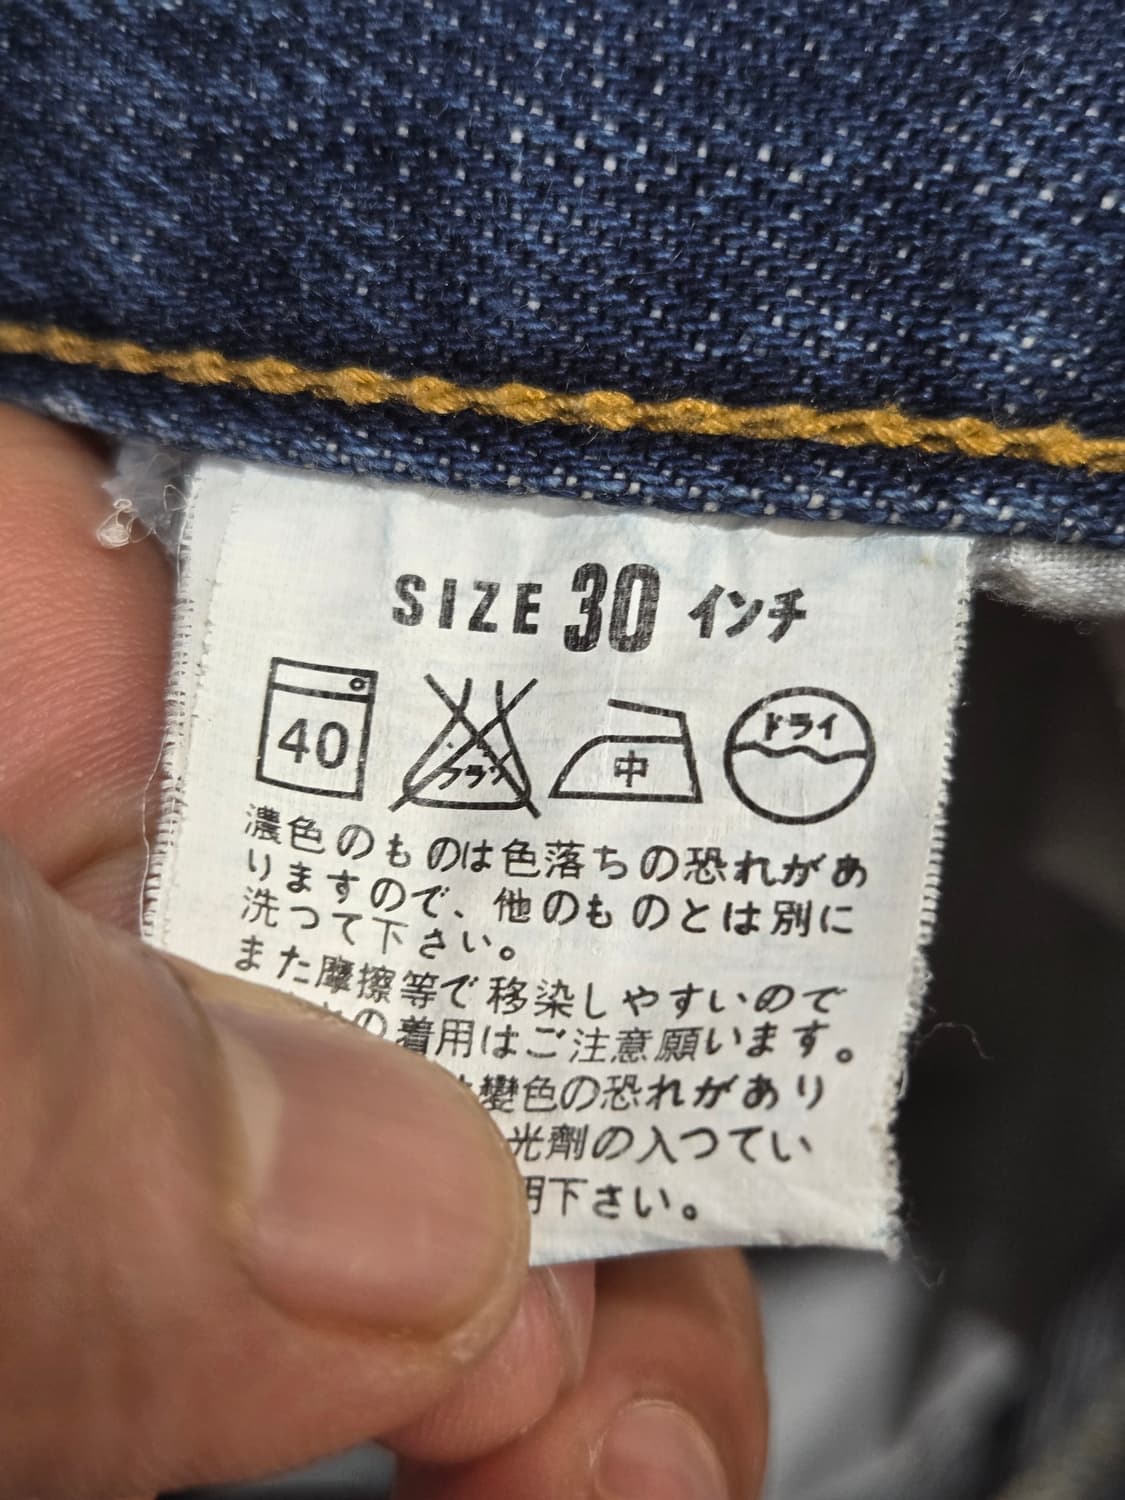 SIZE 30 インチ
40
中
ドライ
濃色のものは色落ちの恐れがあ
りますので、他のものとは別に
洗って下さい。
また摩擦等で移染しやすいので
の着用はご注意願います。
變色の恐れがあり
光劑の入つてい
用下さい。